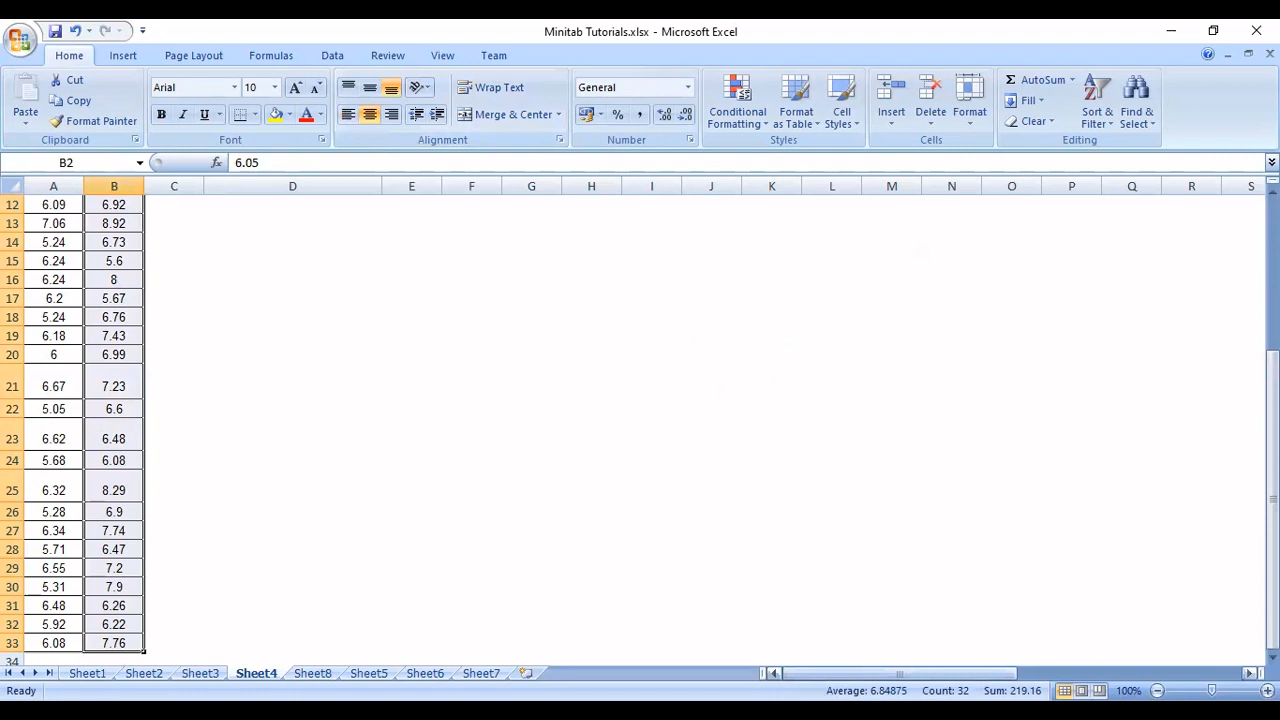 Minitab Tutorials.xlsx - Microsoft Excel
Home Insert Page Layout Formulas Data Review View Team
Paste Cut Copy Format Painter Clipboard
Arial 10 A A B I U A Font
Wrap Text Merge & Center Alignment
General % , .0 .00 .00 .0 Number
Conditional Formatting Format as Table Cell Styles Styles
Insert Delete Format Cells
Σ AutoSum Fill Clear Sort & Filter Find & Select Editing
B2 fx 6.05
A B C D E F G H I J K L M N O P Q R S
12 6.09 6.92
13 7.06 8.92
14 5.24 6.73
15 6.24 5.6
16 6.24 8
17 6.2 5.67
18 5.24 6.76
19 6.18 7.43
20 6 6.99
21 6.67 7.23
22 5.05 6.6
23 6.62 6.48
24 5.68 6.08
25 6.32 8.29
26 5.28 6.9
27 6.34 7.74
28 5.71 6.47
29 6.55 7.2
30 5.31 7.9
31 6.48 6.26
32 5.92 6.22
33 6.08 7.76
34
Sheet1 Sheet2 Sheet3 Sheet4 Sheet8 Sheet5 Sheet6 Sheet7
Ready Average: 6.84875 Count: 32 Sum: 219.16 100%